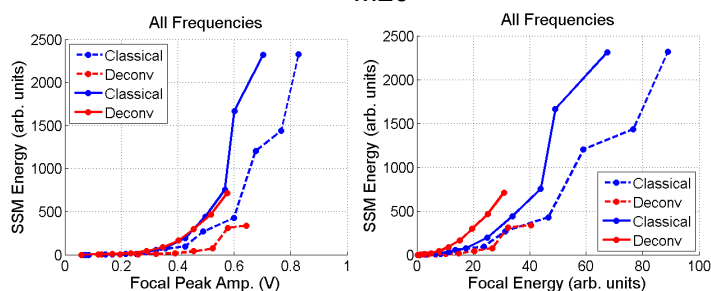 All Frequencies
2500
2000
1500
1000
500
0
0
0.2
0.4
0.6
0.8
1
SSM Energy (arb. units)
Focal Peak Amp. (V)
Classical
Deconv
Classical
Deconv
All Frequencies
2500
2000
1500
1000
500
0
0
20
40
60
80
100
SSM Energy (arb. units)
Focal Energy (arb. units)
Classical
Deconv
Classical
Deconv